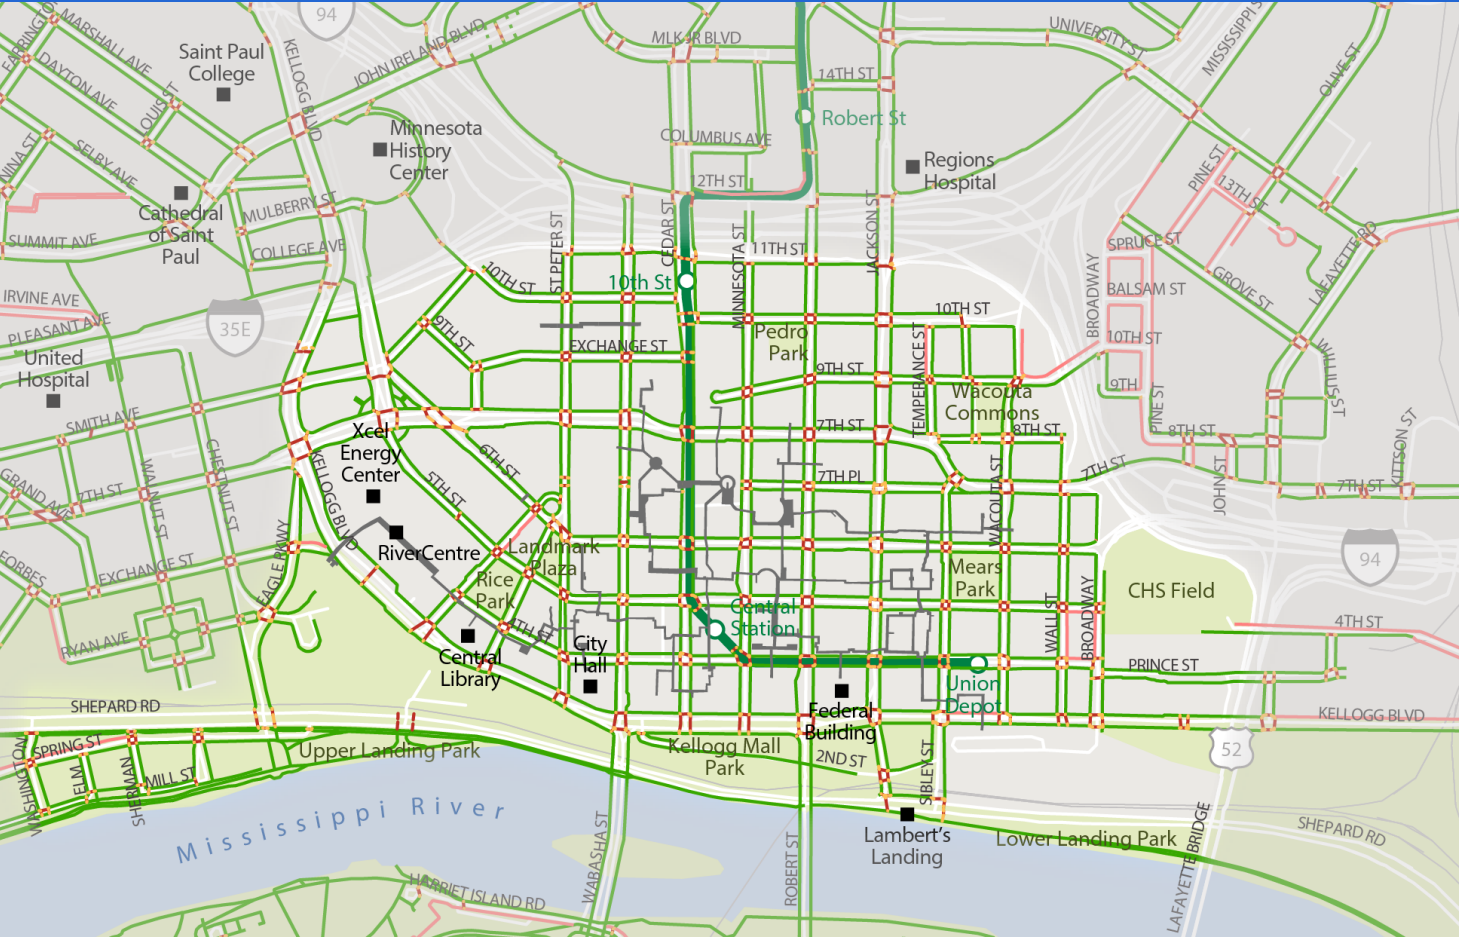 94
FARRINGTON
MARSHALL AVE
DAYTON AVE
Saint Paul
College
KELLOGG BLVD
JOHN IRELAND BLVD
MLK JR BLVD
UNIVERSITY ST
MISSISSIPPI ST
OLIVE ST
14TH ST
Robert St
LOUIS ST
Minnesota
History
Center
COLUMBUS AVE
12TH ST
Regions
Hospital
SELBY AVE
NINA ST
Cathedral
of Saint
Paul
MULBERRY ST
COLLEGE AVE
SUMMIT AVE
PINE ST
13TH ST
SPRUCE ST
BALSAM ST
10TH ST
9TH
GROVE ST
LAFAYETTE RD
ST PETER ST
CEDAR ST
MINNESOTA ST
11TH ST
JACKSON ST
BROADWAY
IRVINE AVE
PLEASANT AVE
35E
10TH ST
10th St
10TH ST
9TH ST
Pedro
Park
EXCHANGE ST
9TH ST
TEMPERANCE ST
Wacouta
Commons
WILLIUS ST
United
Hospital
SMITH AVE
Xcel
Energy
Center
7TH ST
8TH ST
PINE ST
8TH ST
KITTSON ST
6TH ST
5TH ST
7TH PL
WACOUTA ST
7TH ST
JOHN ST
7TH ST
GRAND AVE
7TH ST
WALNUT ST
CHESTNUT ST
KELLOGG BLVD
RiverCentre
Landmark
Plaza
Rice
Park
Mears
Park
94
FORBES
EXCHANGE ST
EAGLE PKWY
CHS Field
RYAN AVE
4TH ST
City
Hall
Central
Station
WALL ST
BROADWAY
4TH ST
Central
Library
PRINCE ST
Union
Depot
SHEPARD RD
Federal
Building
KELLOGG BLVD
SPRING ST
Upper Landing Park
Kellogg Mall
Park
2ND ST
SIBLEY ST
52
WASHINGTON
ELM
SHERMAN
MILL ST
Mississippi River
WABASHA ST
ROBERT ST
Lambert's
Landing
Lower Landing Park
LAFAYETTE BRIDGE
SHEPARD RD
HARRIET ISLAND RD